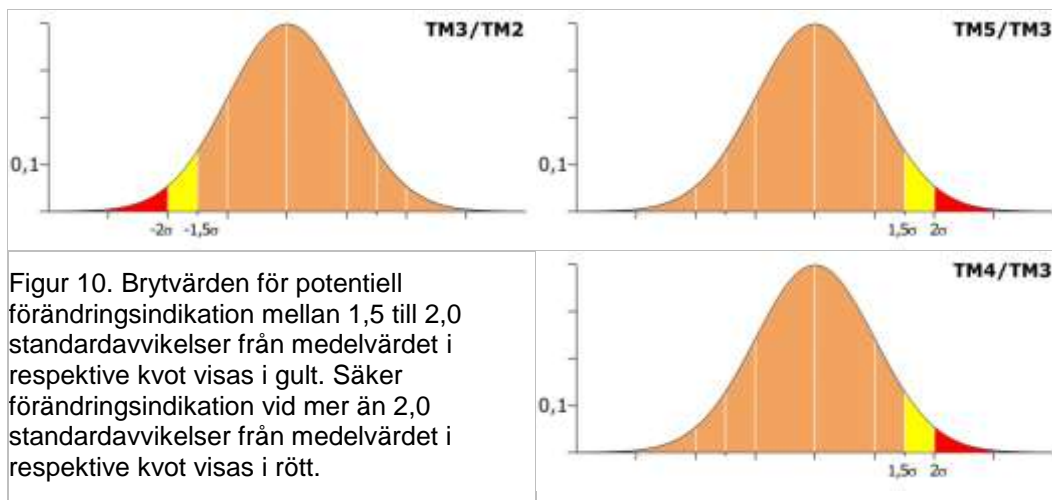 TM3/TM2
0,1
-2σ -1,5σ
TM5/TM3
0,1
1,5σ 2σ
Figur 10. Brytvärden för potentiell
förändringsindikation mellan 1,5 till 2,0
standardavvikelser från medelvärdet i
respektive kvot visas i gult. Säker
förändringsindikation vid mer än 2,0
standardavvikelser från medelvärdet i
respektive kvot visas i rött.
TM4/TM3
0,1
1,5σ 2σ